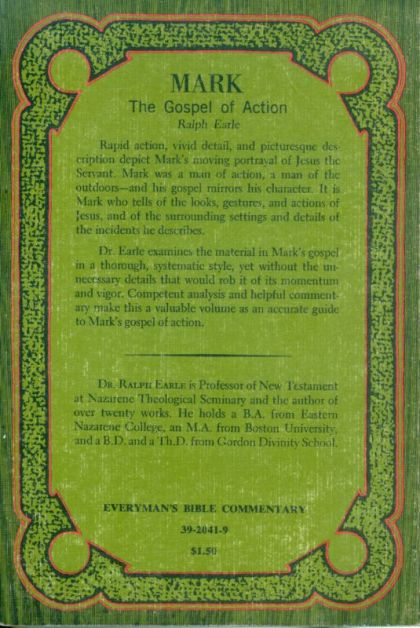 MARK
The Gospel of Action
Ralph Earle
Rapid action, vivid detail, and picturesque des-
cription depict Mark's moving portrayal of Jesus the
Servant. Mark was a man of action, a man of the
outdoors—and his gospel mirrors his character. It is
Mark who tells of the looks, gestures, and actions of
Jesus, and of the surrounding settings and details of
the incidents he describes.
Dr. Earle examines the material in Mark's gospel
in a thorough, systematic style, yet without the un-
necessary details that would rob it of its momentum
and vigor. Competent analysis and helpful comment-
ary make this a valuable volume as an accurate guide
to Mark's gospel of action.
DR. RALPH EARLE is Professor of New Testament
at Nazarene Theological Seminary and the author of
over twenty works. He holds a B.A. from Eastern
Nazarene College, an M.A. from Boston University,
and a B.D. and a Th.D. from Gordon Divinity School.
EVERYMAN'S BIBLE COMMENTARY
39-2041-9
$1.50